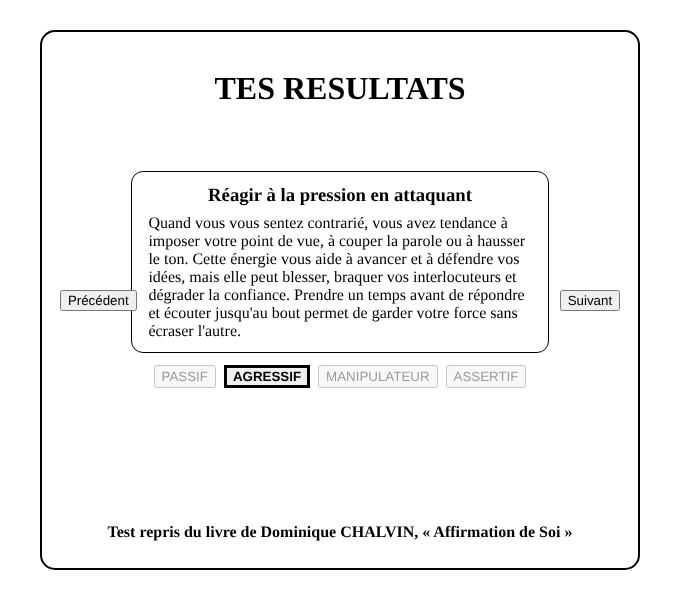 TES RESULTATS
Réagir à la pression en attaquant
Quand vous vous sentez contrarié, vous avez tendance à
imposer votre point de vue, à couper la parole ou à hausser
le ton. Cette énergie vous aide à avancer et à défendre vos
idées, mais elle peut blesser, braquer vos interlocuteurs et
dégrader la confiance. Prendre un temps avant de répondre
et écouter jusqu'au bout permet de garder votre force sans
écraser l'autre.
Précédent
Suivant
PASSIF AGRESSIF MANIPULATEUR ASSERTIF
Test repris du livre de Dominique CHALVIN, « Affirmation de Soi »